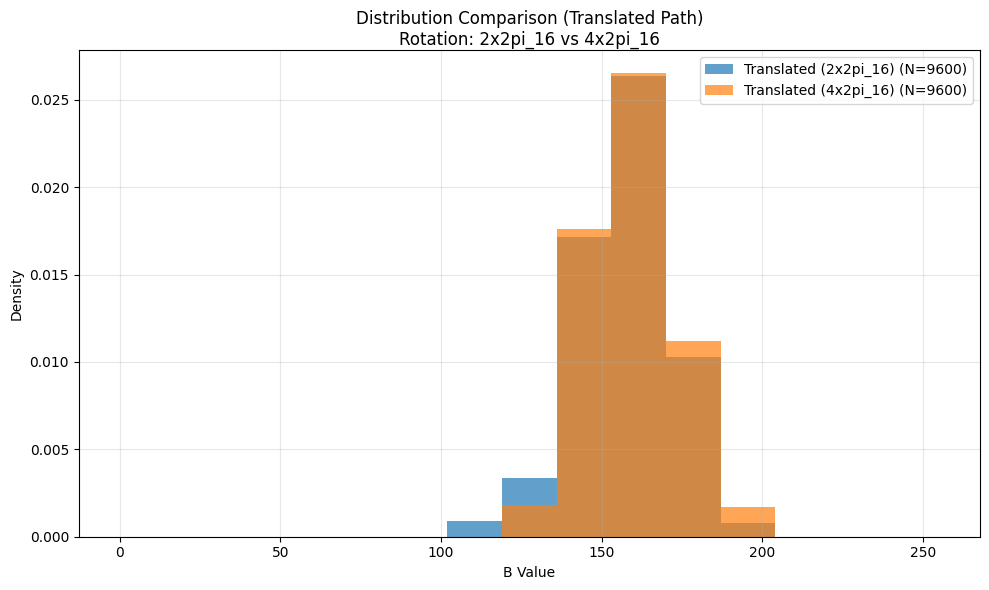 Distribution Comparison (Translated Path)
Rotation: 2x2pi_16 vs 4x2pi_16
Translated (2x2pi_16) (N=9600)
Translated (4x2pi_16) (N=9600)
Density
0.025
0.020
0.015
0.010
0.005
0.000
0 50 100 150 200 250
B Value